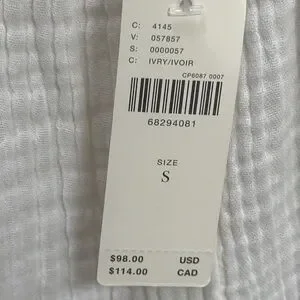 C: 4145
V: 057857
S: 0000057
C: IVRY/IVOIR
CP6087 0007
68294081
SIZE
S
$98.00 USD
$114.00 CAD